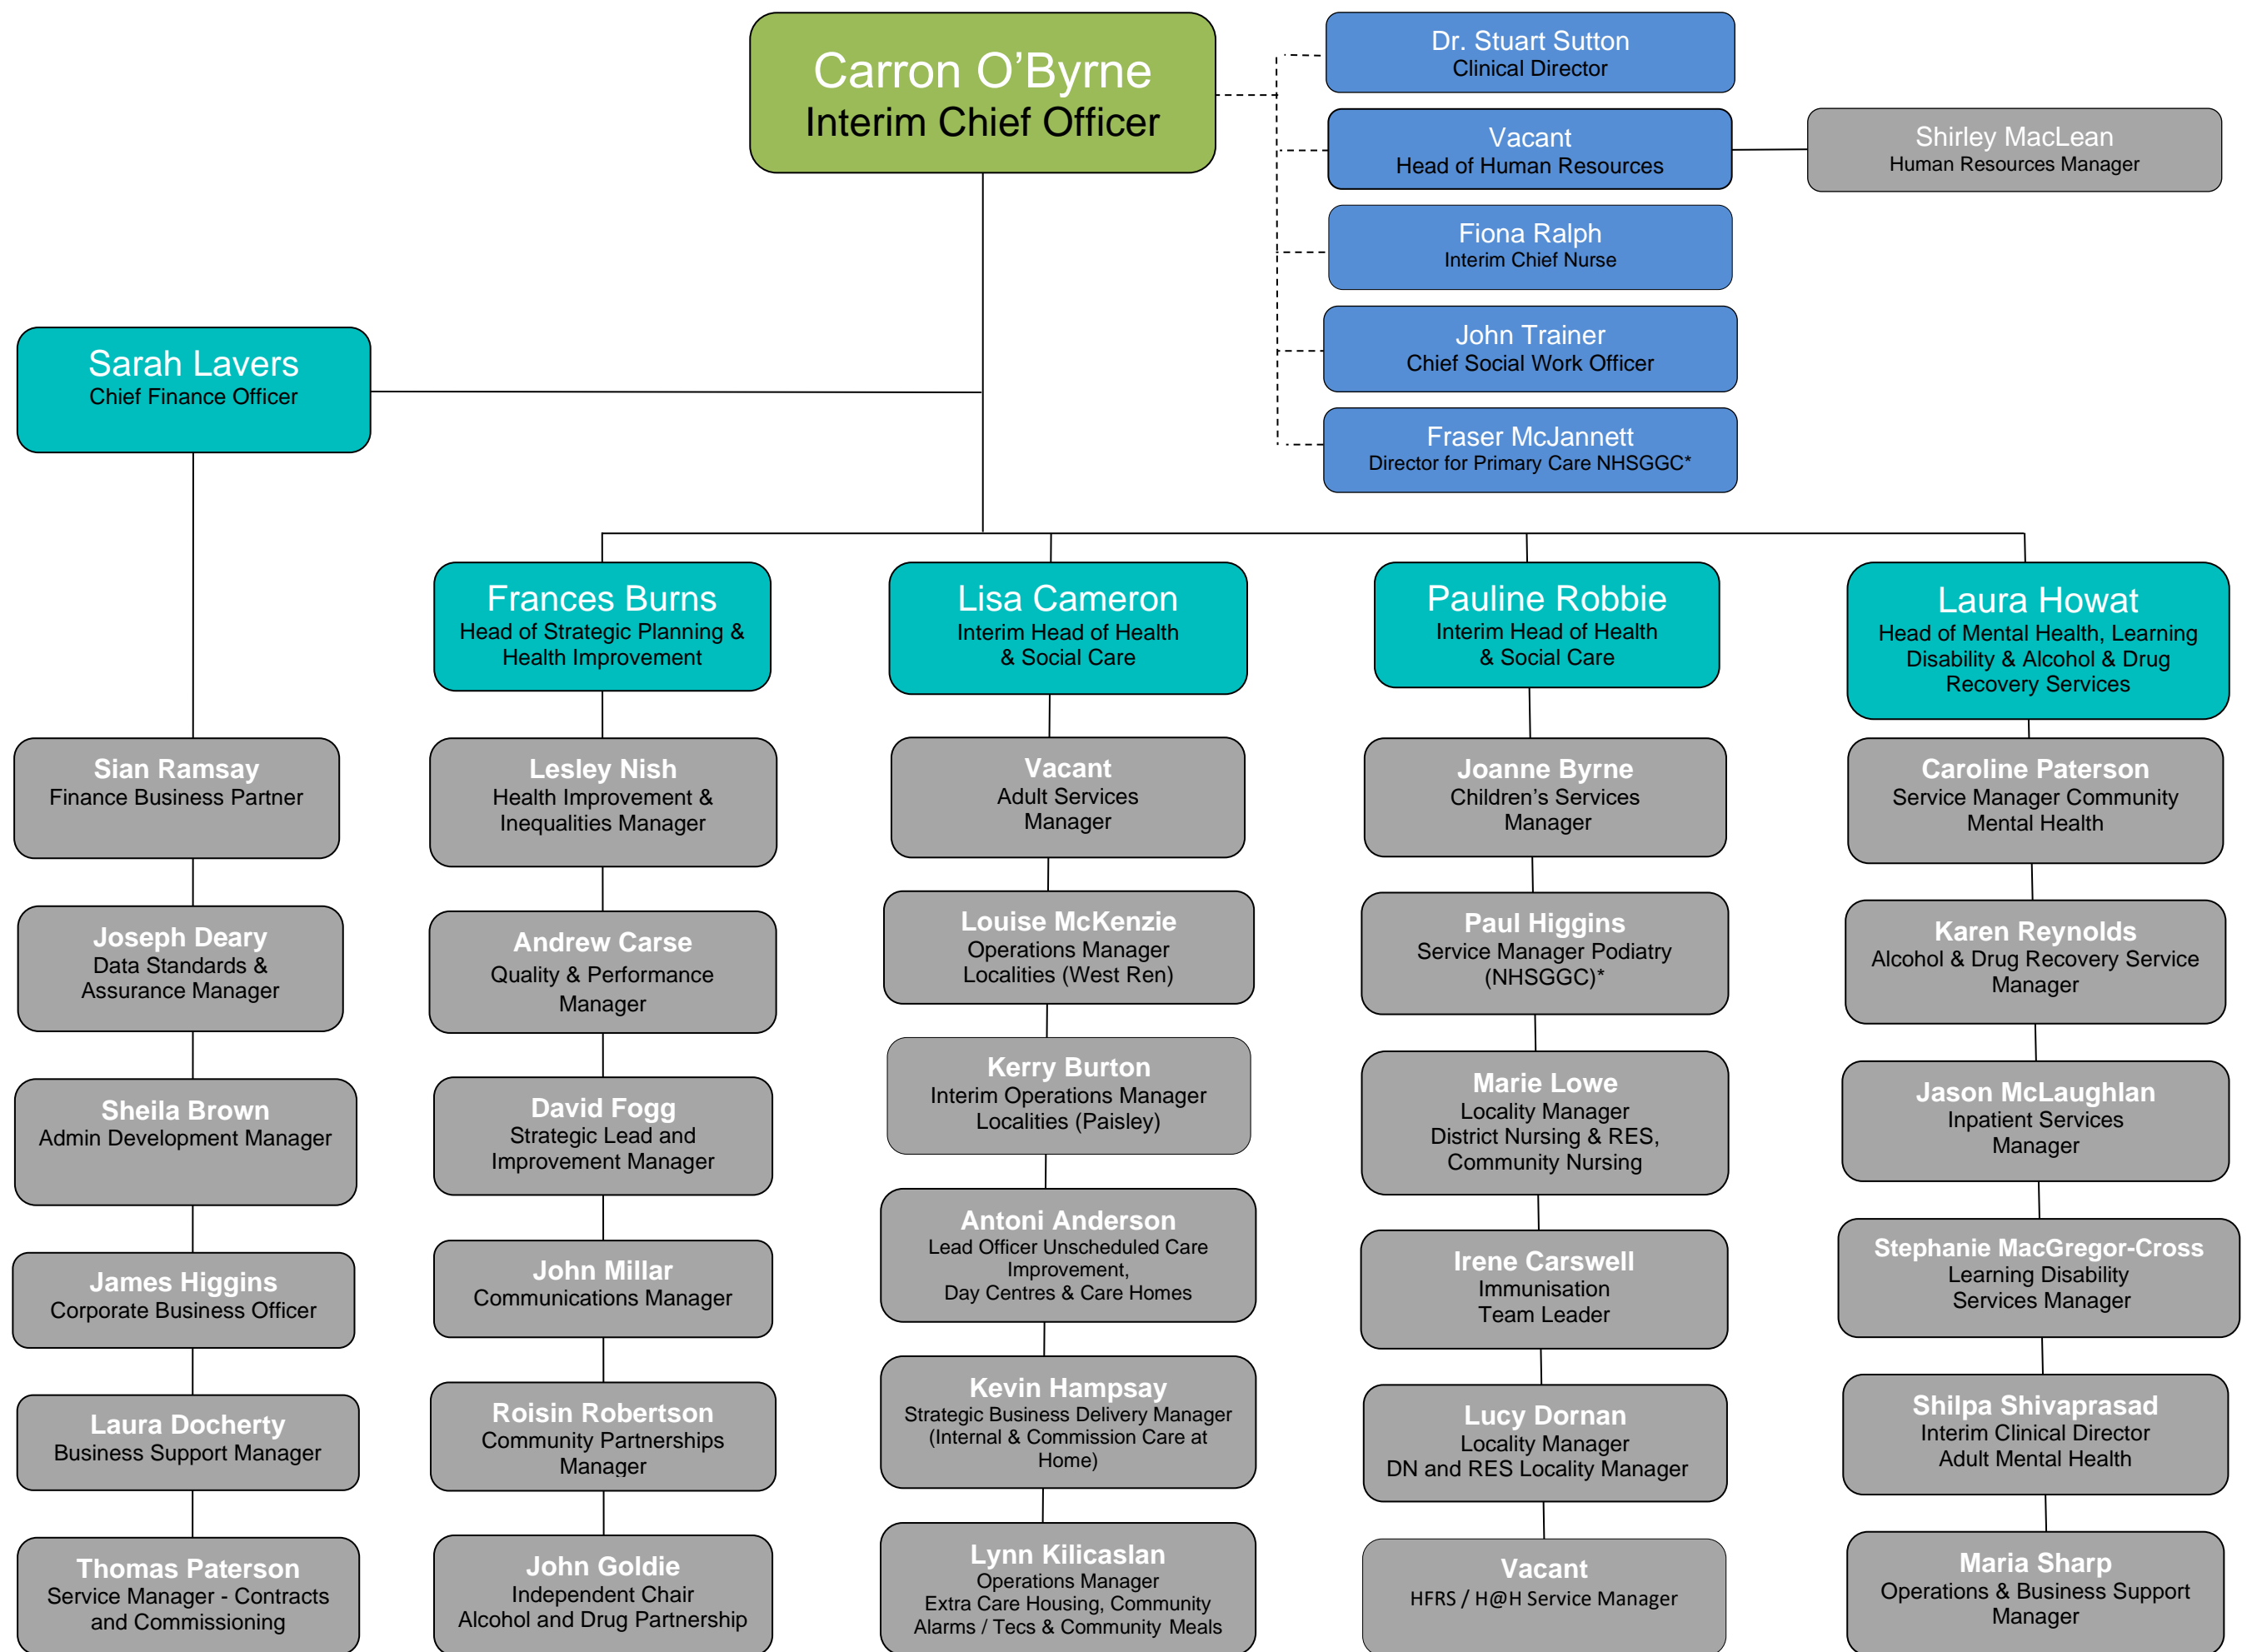 Carron O’Byrne
Interim Chief Officer
Dr. Stuart Sutton
Clinical Director
Vacant
Head of Human Resources
Shirley MacLean
Human Resources Manager
Fiona Ralph
Interim Chief Nurse
John Trainer
Chief Social Work Officer
Fraser McJannett
Director for Primary Care NHSGGC*
Sarah Lavers
Chief Finance Officer
Frances Burns
Head of Strategic Planning &
Health Improvement
Lisa Cameron
Interim Head of Health
& Social Care
Pauline Robbie
Interim Head of Health
& Social Care
Laura Howat
Head of Mental Health, Learning
Disability & Alcohol & Drug
Recovery Services
Sian Ramsay
Finance Business Partner
Joseph Deary
Data Standards &
Assurance Manager
Sheila Brown
Admin Development Manager
James Higgins
Corporate Business Officer
Laura Docherty
Business Support Manager
Thomas Paterson
Service Manager - Contracts
and Commissioning
Lesley Nish
Health Improvement &
Inequalities Manager
Andrew Carse
Quality & Performance
Manager
David Fogg
Strategic Lead and
Improvement Manager
John Millar
Communications Manager
Roisin Robertson
Community Partnerships
Manager
John Goldie
Independent Chair
Alcohol and Drug Partnership
Vacant
Adult Services
Manager
Louise McKenzie
Operations Manager
Localities (West Ren)
Kerry Burton
Interim Operations Manager
Localities (Paisley)
Antoni Anderson
Lead Officer Unscheduled Care
Improvement,
Day Centres & Care Homes
Kevin Hampsay
Strategic Business Delivery Manager
(Internal & Commission Care at
Home)
Lynn Kilicaslan
Operations Manager
Extra Care Housing, Community
Alarms / Tecs & Community Meals
Joanne Byrne
Children’s Services
Manager
Paul Higgins
Service Manager Podiatry
(NHSGGC)*
Marie Lowe
Locality Manager
District Nursing & RES,
Community Nursing
Irene Carswell
Immunisation
Team Leader
Lucy Dornan
Locality Manager
DN and RES Locality Manager
Vacant
HFRS / H@H Service Manager
Caroline Paterson
Service Manager Community
Mental Health
Karen Reynolds
Alcohol & Drug Recovery Service
Manager
Jason McLaughlan
Inpatient Services
Manager
Stephanie MacGregor-Cross
Learning Disability
Services Manager
Shilpa Shivaprasad
Interim Clinical Director
Adult Mental Health
Maria Sharp
Operations & Business Support
Manager